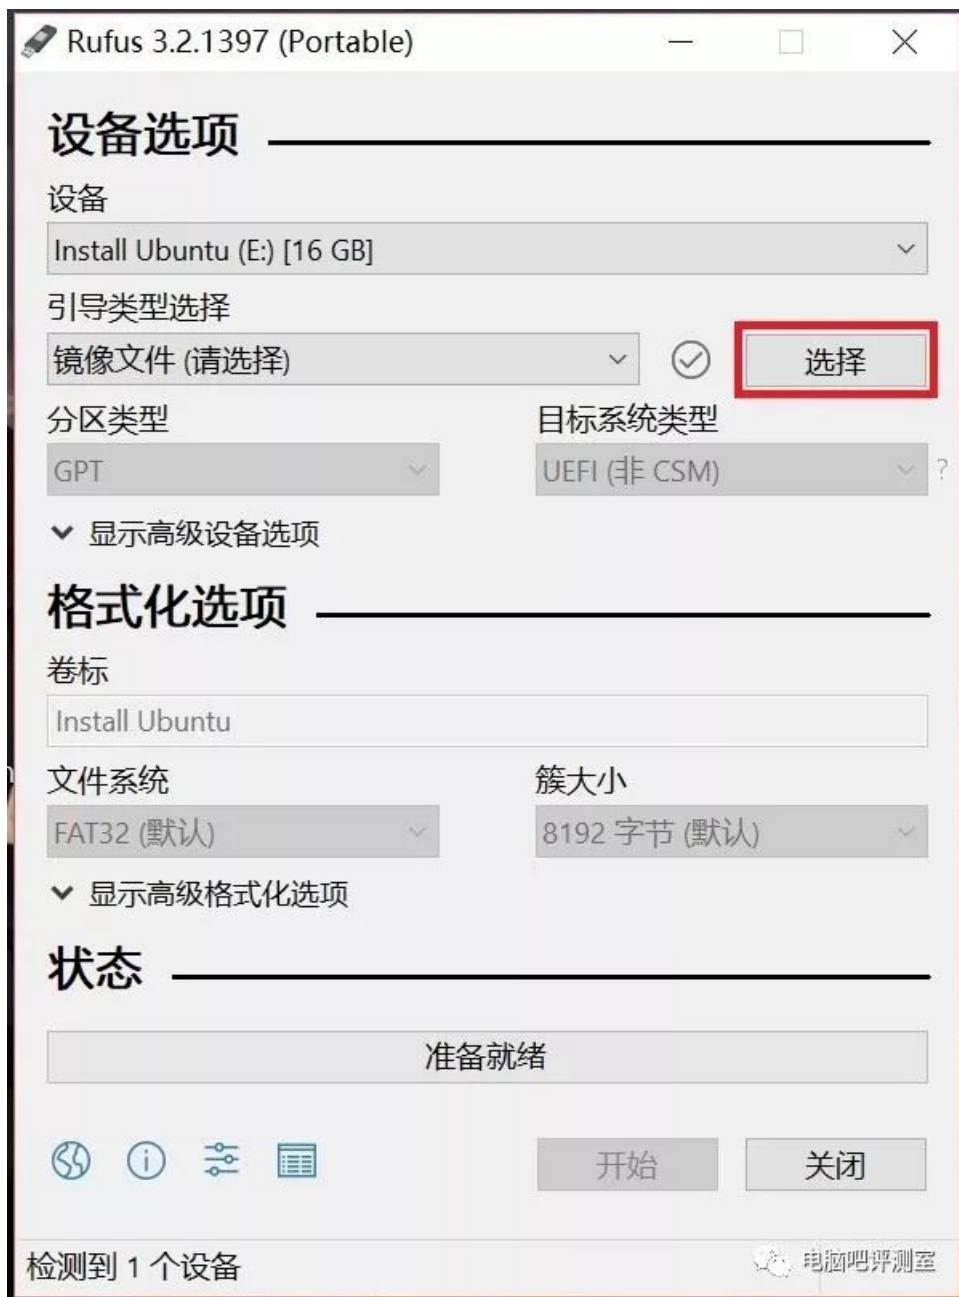 Rufus 3.2.1397 (Portable)
设备选项
设备
Install Ubuntu (E:) [16 GB]
引导类型选择
镜像文件 (请选择)
选择
分区类型 目标系统类型
GPT UEFI (非 CSM) ?
显示高级设备选项
格式化选项
卷标
Install Ubuntu
文件系统 簇大小
FAT32 (默认) 8192 字节 (默认)
显示高级格式化选项
状态
准备就绪
开始 关闭
检测到 1 个设备
电脑吧评测室